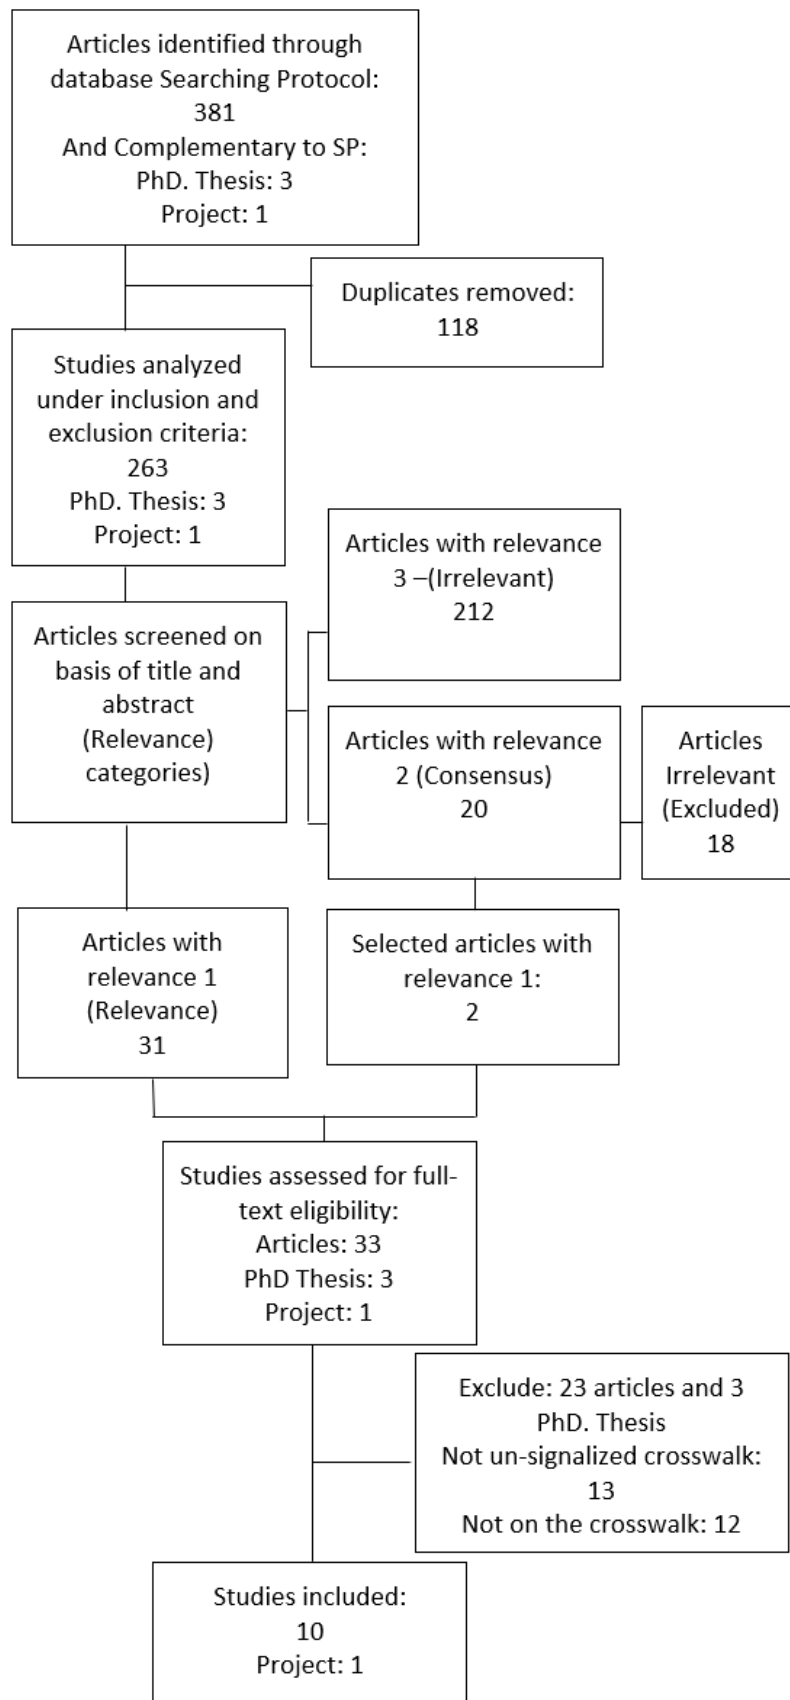 Articles identified through
database Searching Protocol:
381
And Complementary to SP:
PhD. Thesis: 3
Project: 1
Duplicates removed:
118
Studies analyzed
under inclusion and
exclusion criteria:
263
PhD. Thesis: 3
Project: 1
Articles with relevance
3 –(Irrelevant)
212
Articles screened on
basis of title and
abstract
(Relevance)
categories)
Articles with relevance
2 (Consensus)
20
Articles
Irrelevant
(Excluded)
18
Articles with
relevance 1
(Relevance)
31
Selected articles with
relevance 1:
2
Studies assessed for full-
text eligibility:
Articles: 33
PhD Thesis: 3
Project: 1
Exclude: 23 articles and 3
PhD. Thesis
Not un-signalized crosswalk:
13
Not on the crosswalk: 12
Studies included:
10
Project: 1